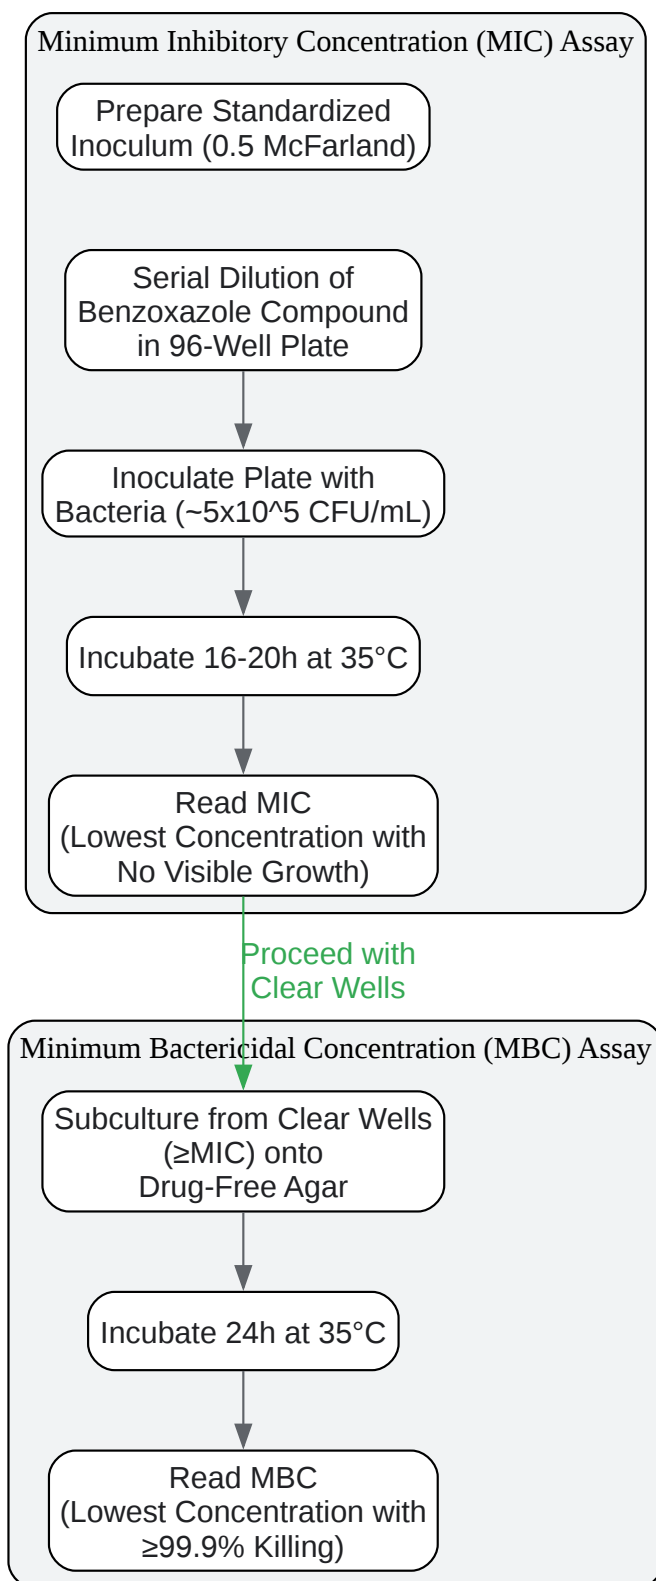 Minimum Inhibitory Concentration (MIC) Assay
Prepare Standardized
Inoculum (0.5 McFarland)
Serial Dilution of
Benzoxazole Compound
in 96-Well Plate
Inoculate Plate with
Bacteria (~5x10^5 CFU/mL)
Incubate 16-20h at 35°C
Read MIC
(Lowest Concentration with
No Visible Growth)
Proceed with
Clear Wells
Minimum Bactericidal Concentration (MBC) Assay
Subculture from Clear Wells
(≥MIC) onto
Drug-Free Agar
Incubate 24h at 35°C
Read MBC
(Lowest Concentration with
≥99.9% Killing)